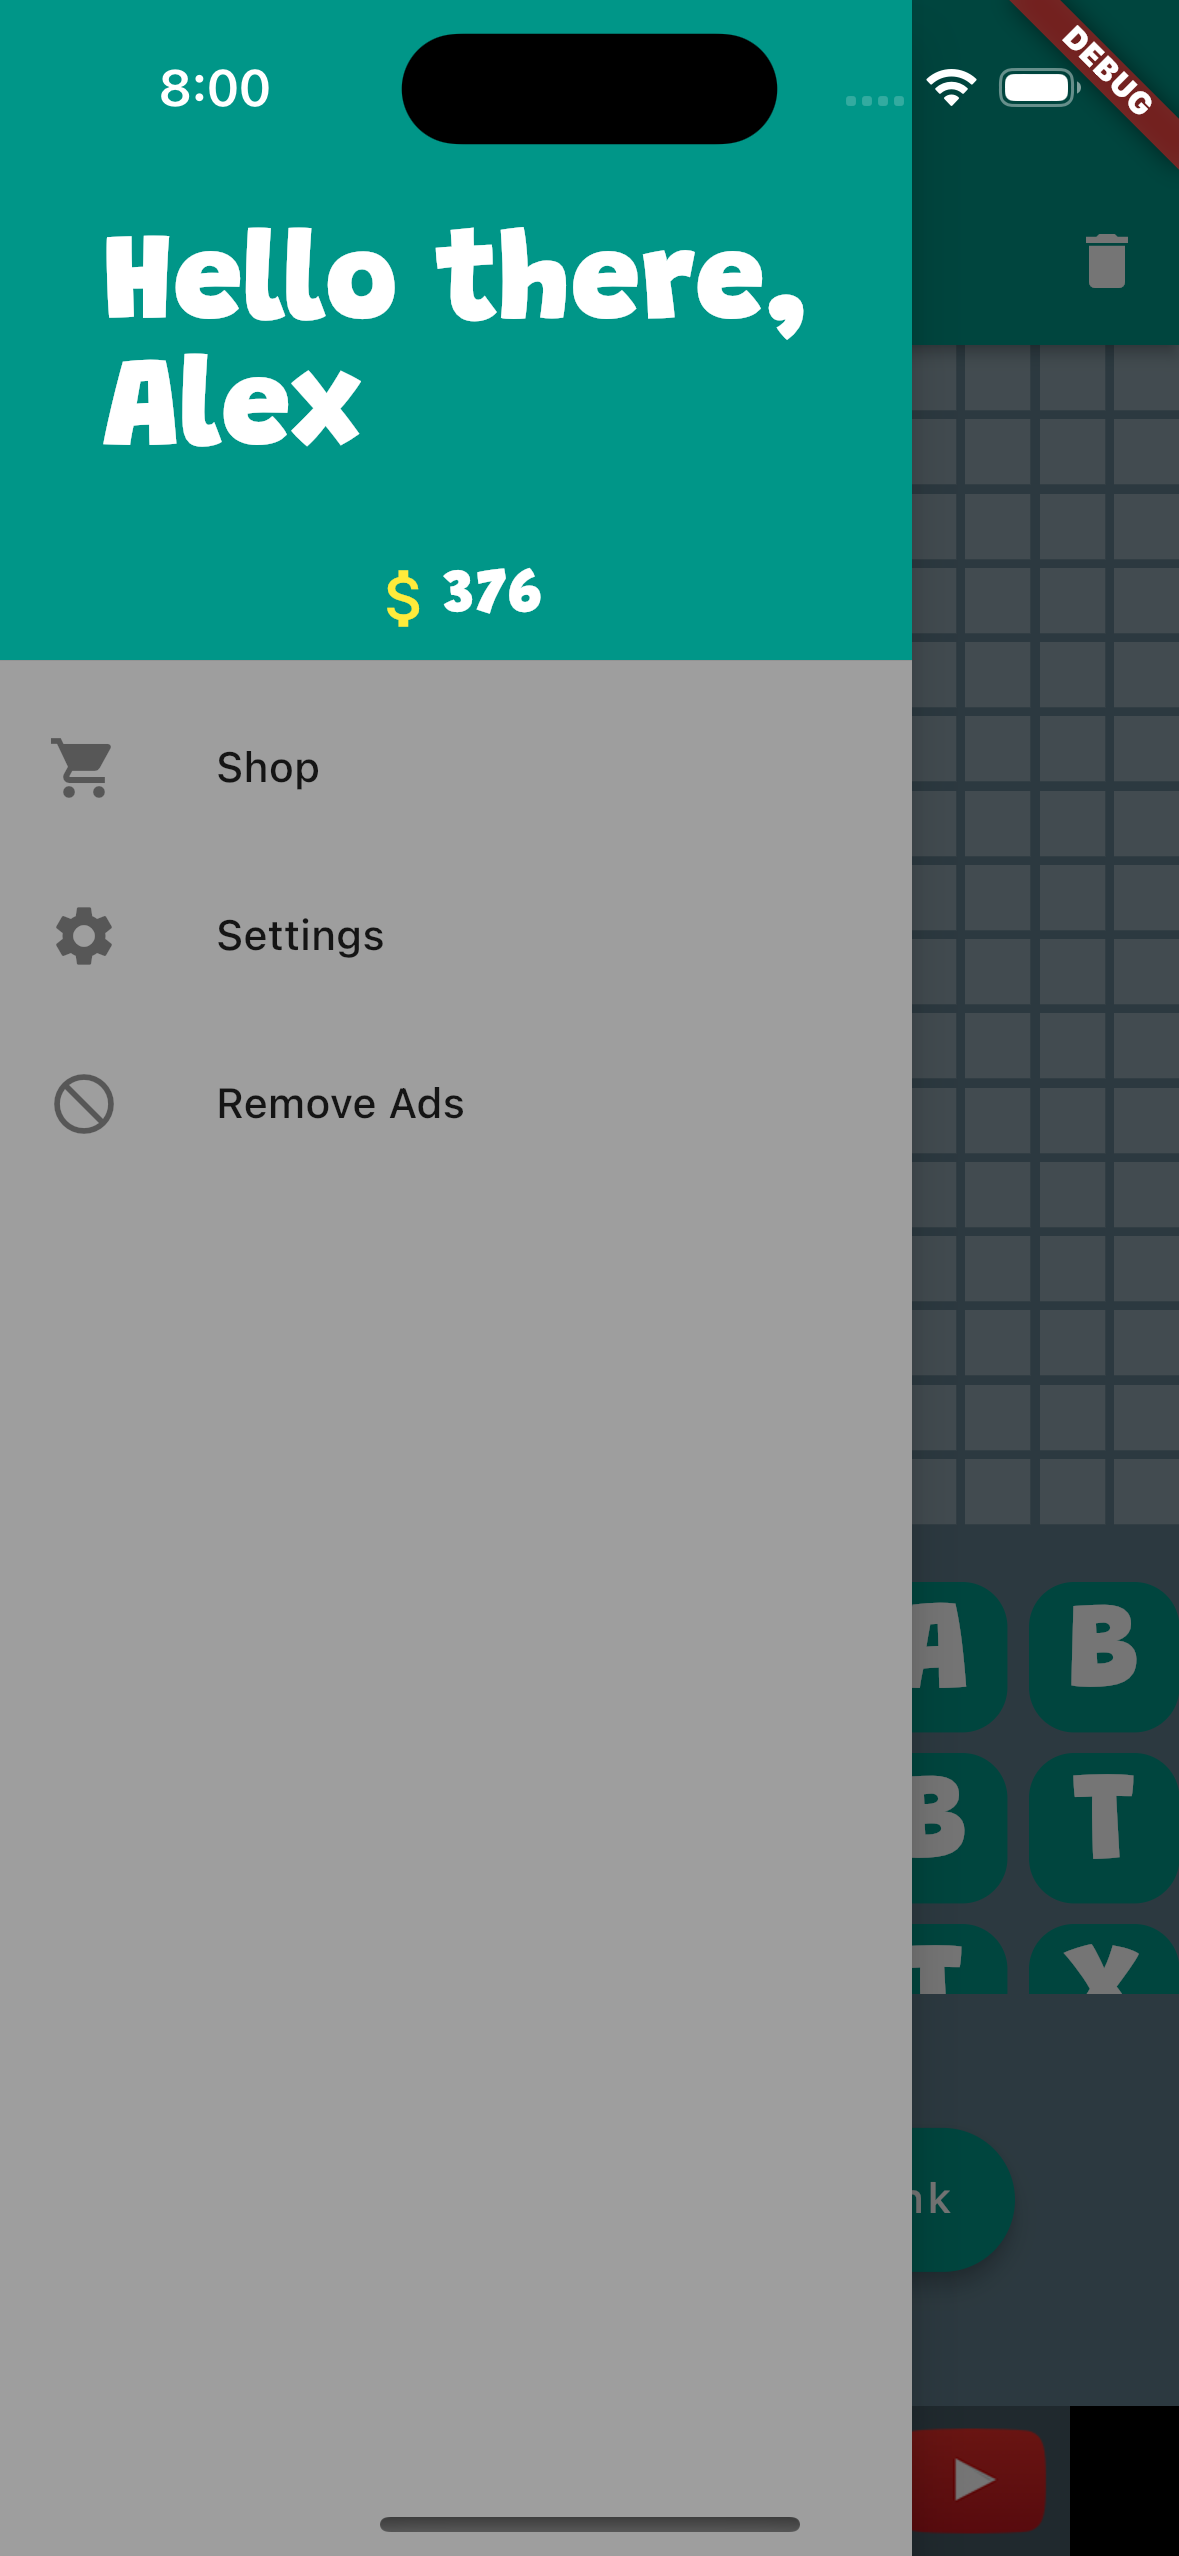 8:00
DEBUG
Hello there,
Alex
$ 376
Shop
Settings
Remove Ads
A B
B T
T X
nk